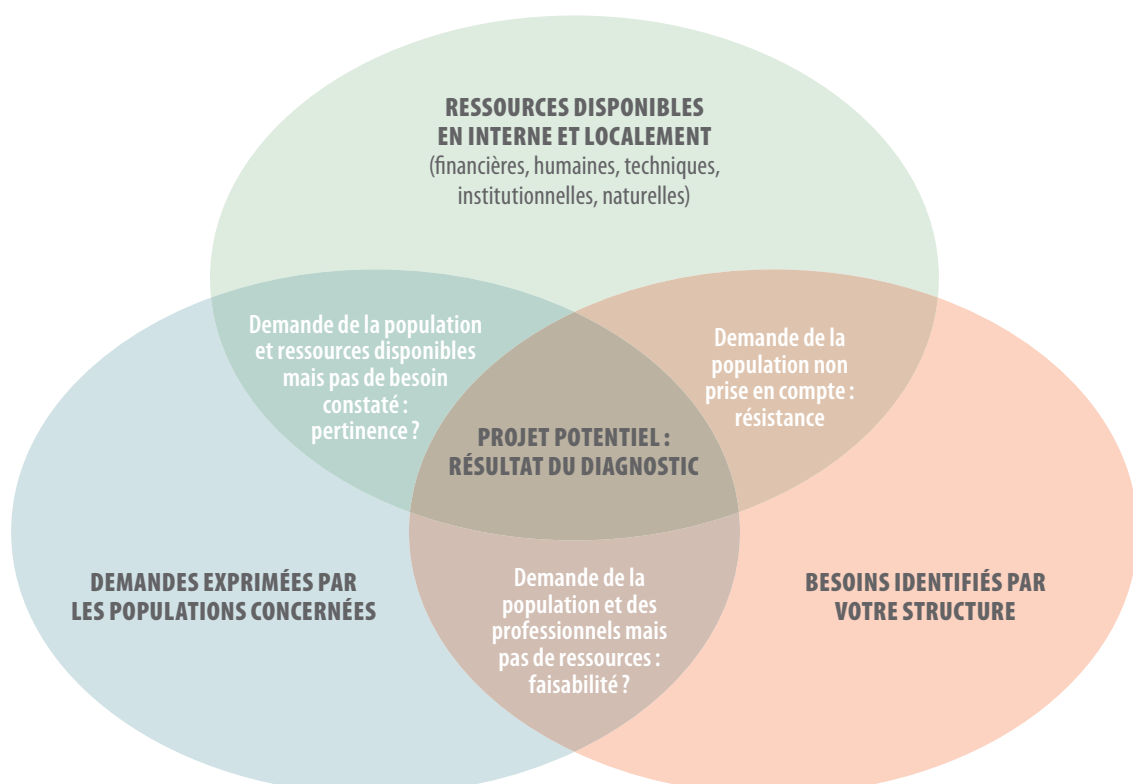 RESSOURCES DISPONIBLES
EN INTERNE ET LOCALEMENT
(financières, humaines, techniques,
institutionnelles, naturelles)
Demande de la population
et ressources disponibles
mais pas de besoin
constaté :
pertinence ?
Demande de la
population non
prise en compte :
résistance
PROJET POTENTIEL :
RÉSULTAT DU DIAGNOSTIC
DEMANDES EXPRIMÉES PAR
LES POPULATIONS CONCERNÉES
Demande de la
population et des
professionnels mais
pas de ressources :
faisabilité ?
BESOINS IDENTIFIÉS PAR
VOTRE STRUCTURE